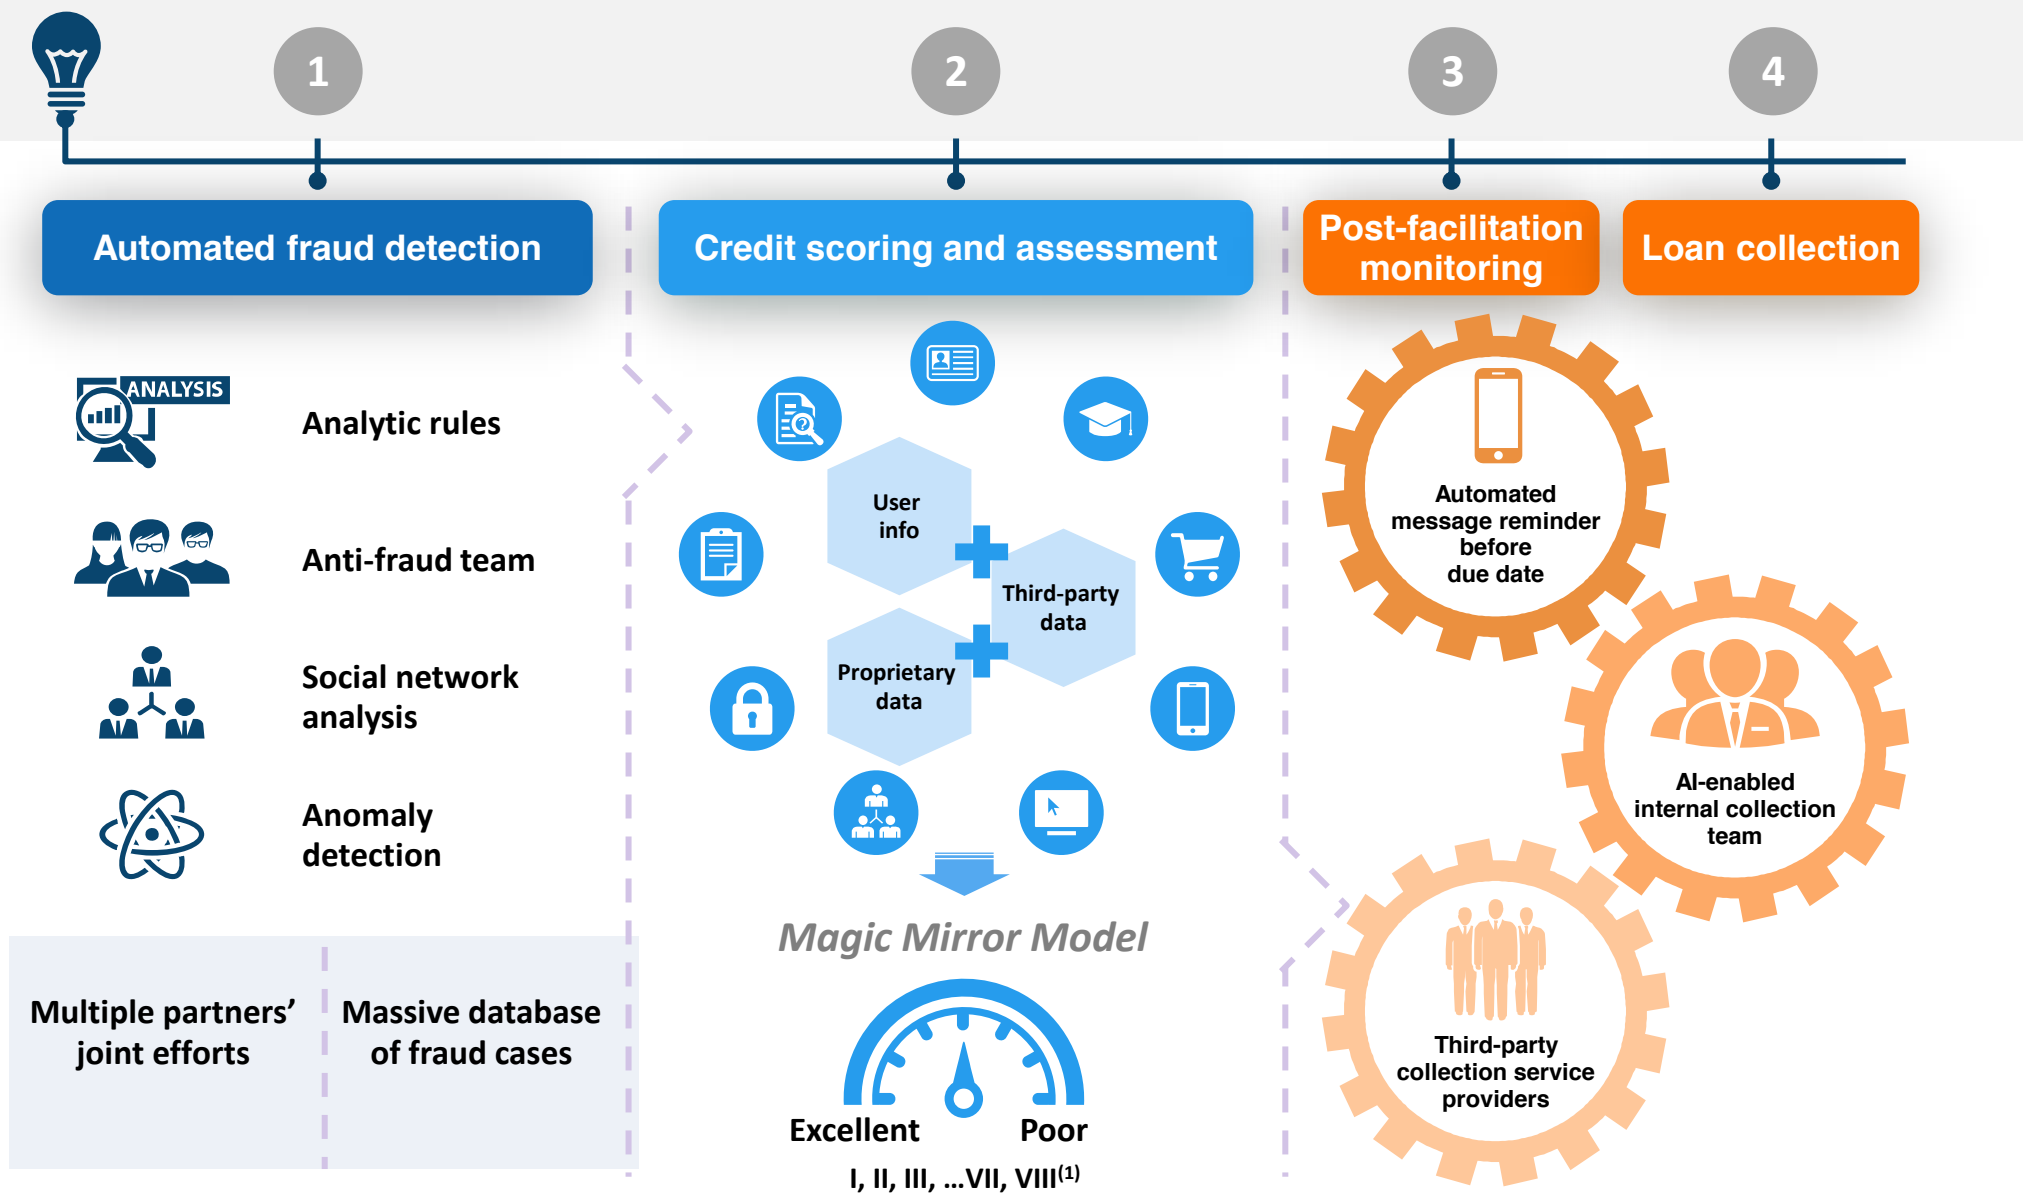 1
2
3
4
Automated fraud detection
Credit scoring and assessment
Post-facilitation
monitoring
Loan collection
ANALYSIS
Analytic rules
Anti-fraud team
Social network
analysis
Anomaly
detection
Multiple partners’
joint efforts
Massive database
of fraud cases
?
User
info
Third-party
data
Proprietary
data
Magic Mirror Model
Excellent
Poor
I, II, III, ...VII, VIII(1)
Automated
message reminder
before
due date
AI-enabled
internal collection
team
Third-party
collection service
providers